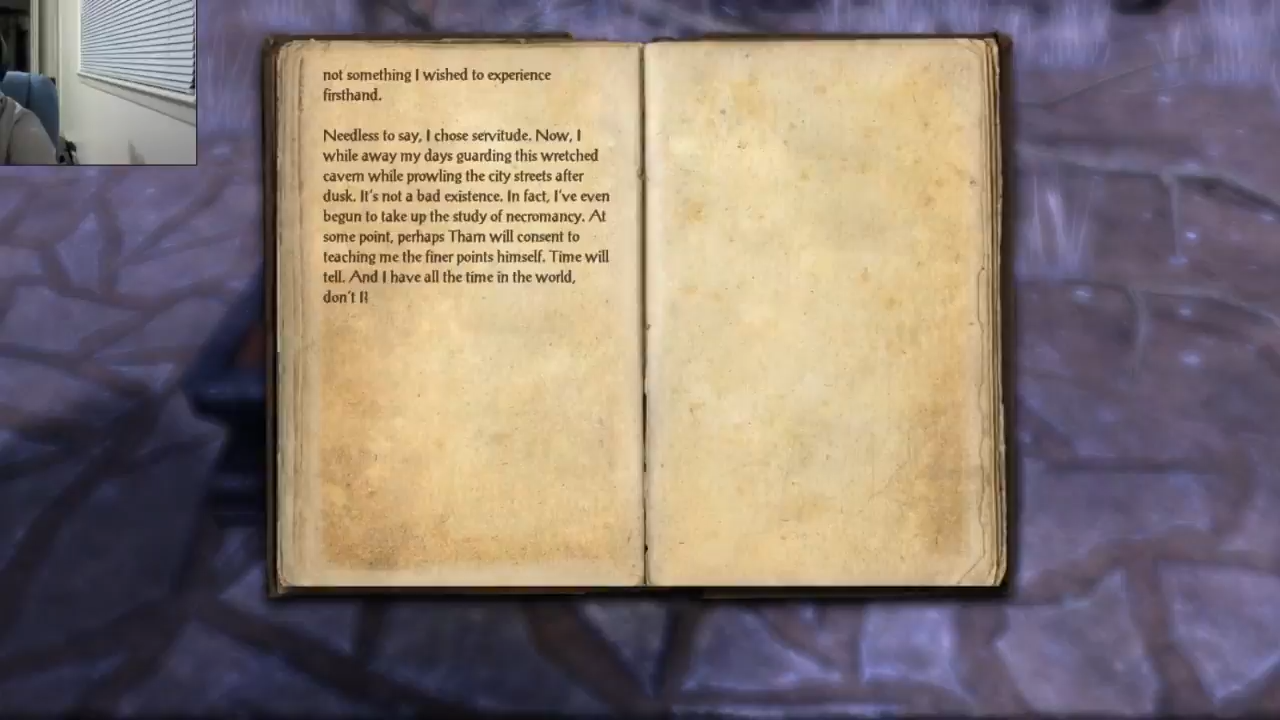 not something I wished to experience
firsthand.
Needless to say, I chose servitude. Now, I
while away my days guarding this wretched
cavern while prowling the city streets after
dusk. It's not a bad existence. In fact, I've even
begun to take up the study of necromancy. At
some point, perhaps Tharn will consent to
teaching me the finer points himself. Time will
tell. And I have all the time in the world,
don't I?